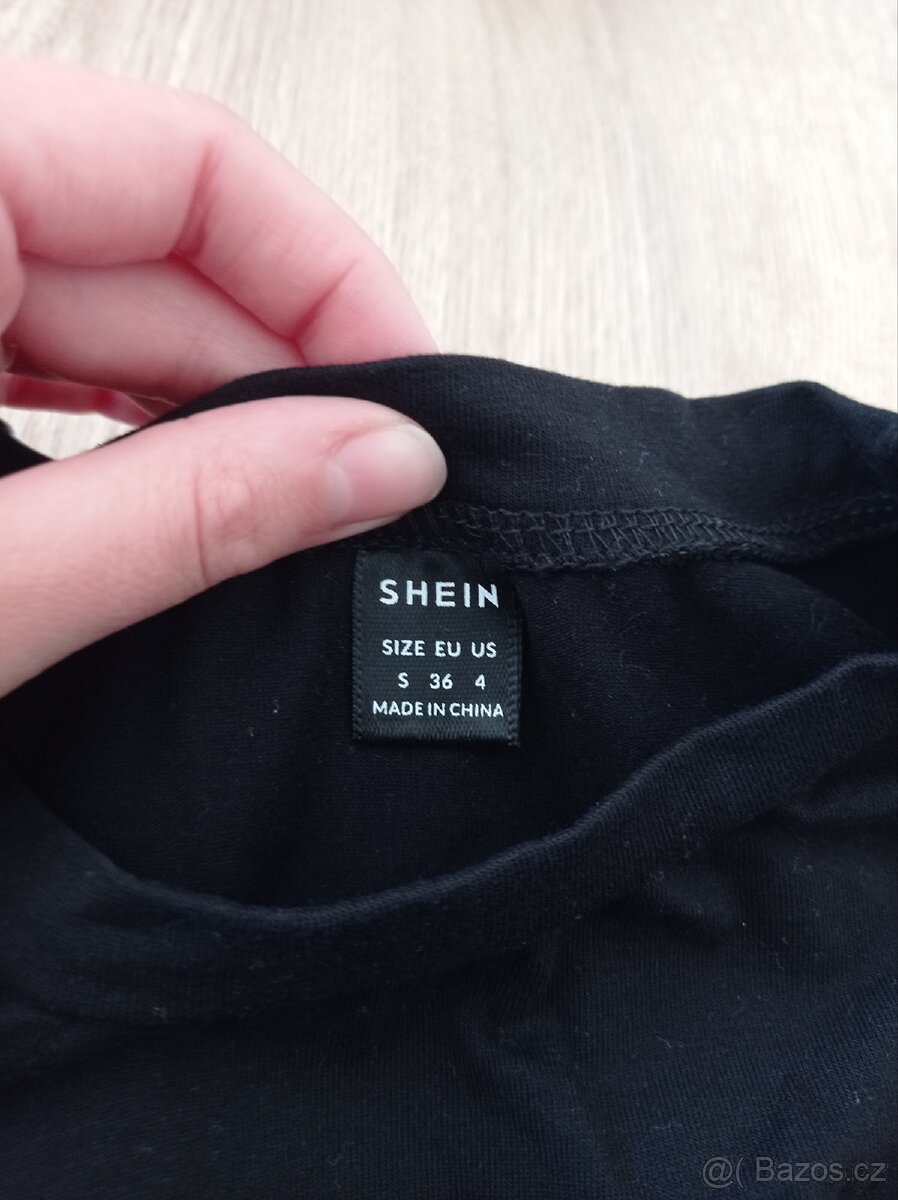 SHEIN
SIZE EU US
S 36 4
MADE IN CHINA
@( Bazos.cz